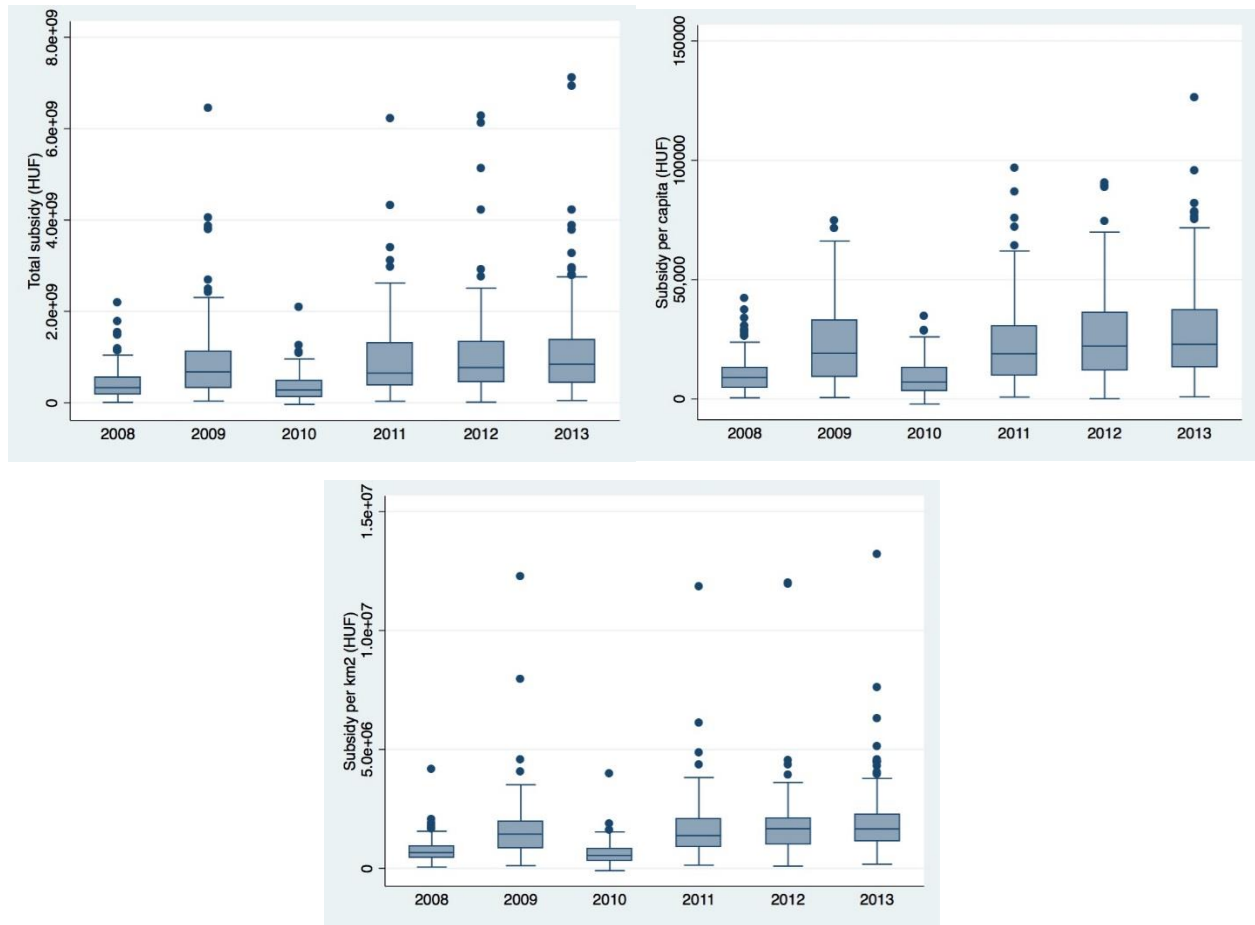 Total subsidy (HUF)
8.0e+09
6.0e+09
4.0e+09
2.0e+09
0
2008 2009 2010 2011 2012 2013
Subsidy per capita (HUF)
150000
100000
50,000
0
2008 2009 2010 2011 2012 2013
Subsidy per km2 (HUF)
1.5e+07
1.0e+07
5.0e+06
0
2008 2009 2010 2011 2012 2013